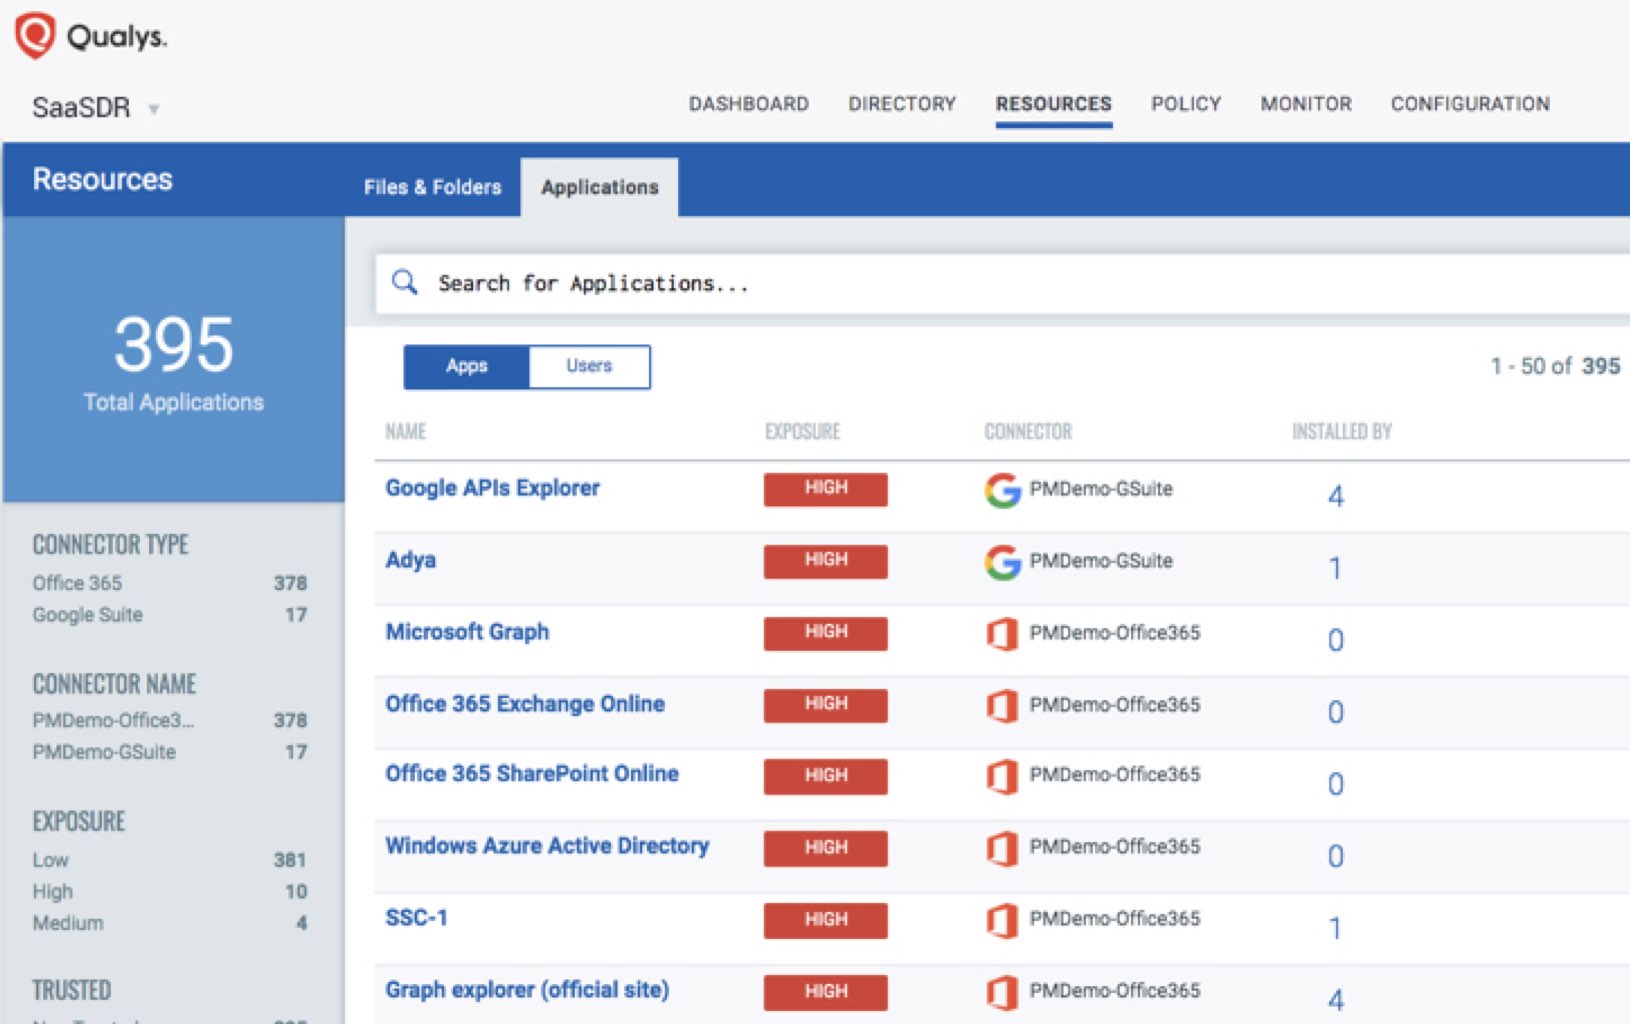 Qualys.
SaaSDR
DASHBOARD DIRECTORY RESOURCES POLICY MONITOR CONFIGURATION
Resources
Files & Folders Applications
395
Total Applications
Search for Applications...
Apps Users
1 - 50 of 395
NAME EXPOSURE CONNECTOR INSTALLED BY
Google APIs Explorer HIGH PMDemo-GSuite 4
Adya HIGH PMDemo-GSuite 1
Microsoft Graph HIGH PMDemo-Office365 0
Office 365 Exchange Online HIGH PMDemo-Office365 0
Office 365 SharePoint Online HIGH PMDemo-Office365 0
Windows Azure Active Directory HIGH PMDemo-Office365 0
SSC-1 HIGH PMDemo-Office365 1
Graph explorer (official site) HIGH PMDemo-Office365 4
CONNECTOR TYPE
Office 365 378
Google Suite 17
CONNECTOR NAME
PMDemo-Office3... 378
PMDemo-GSuite 17
EXPOSURE
Low 381
High 10
Medium 4
TRUSTED